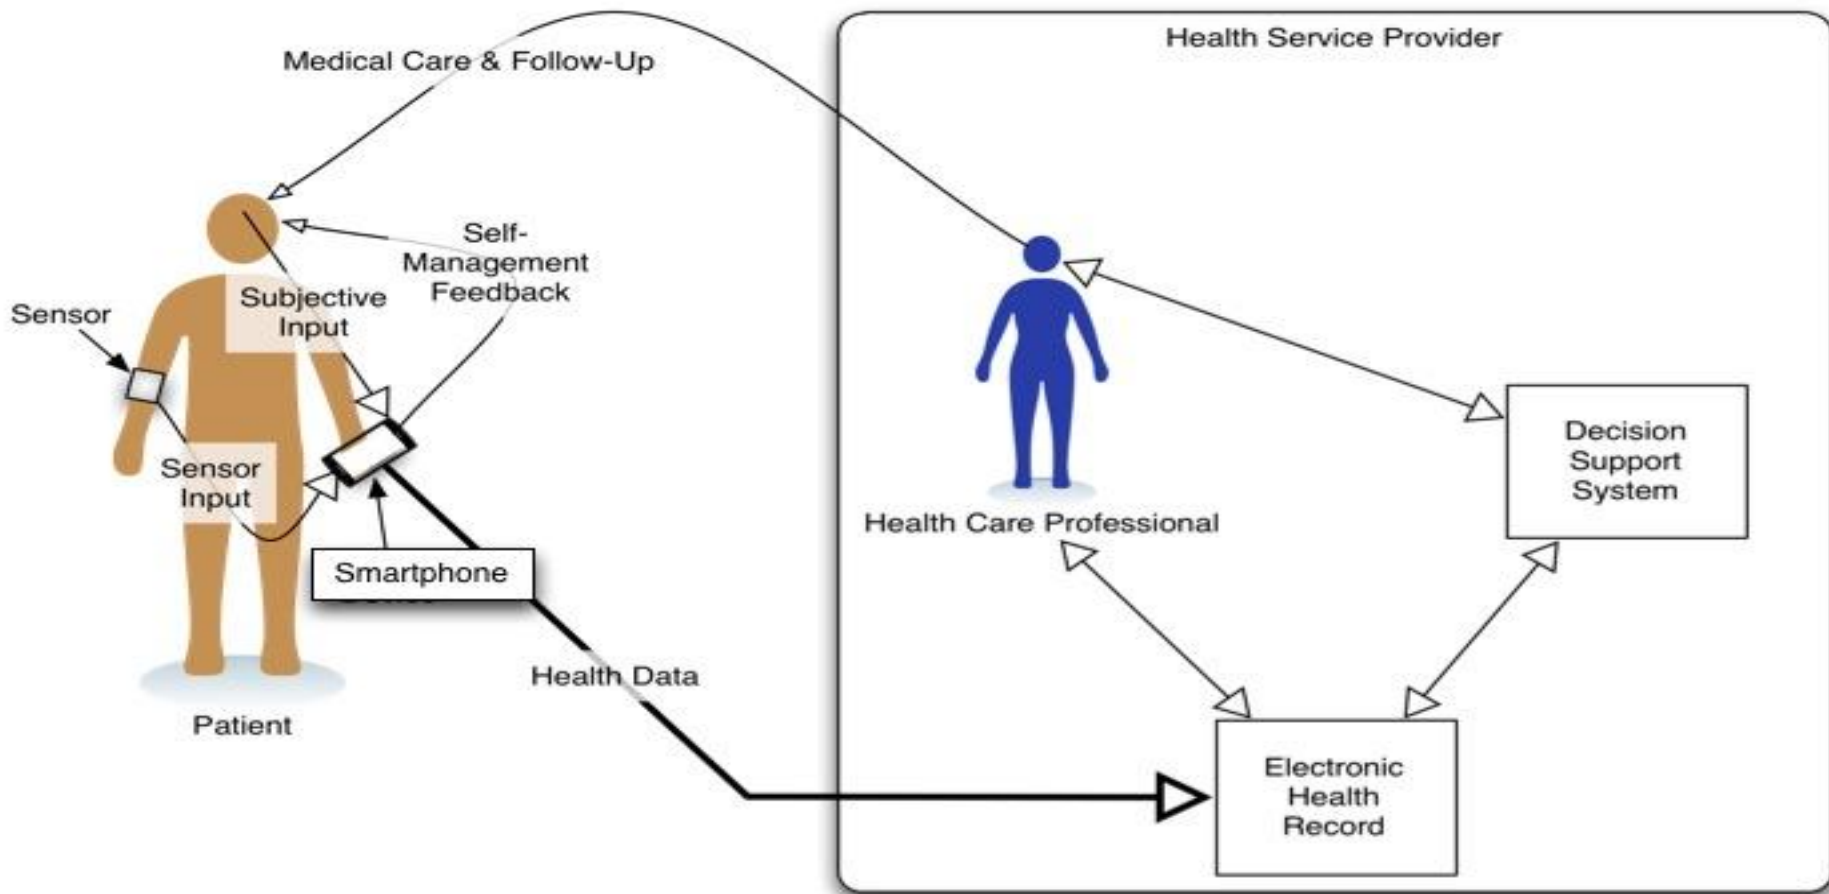 Health Service Provider
Medical Care & Follow-Up
Self-
Management
Feedback
Subjective
Input
Sensor
Sensor
Input
Smartphone
Health Data
Patient
Health Care Professional
Decision
Support
System
Electronic
Health
Record